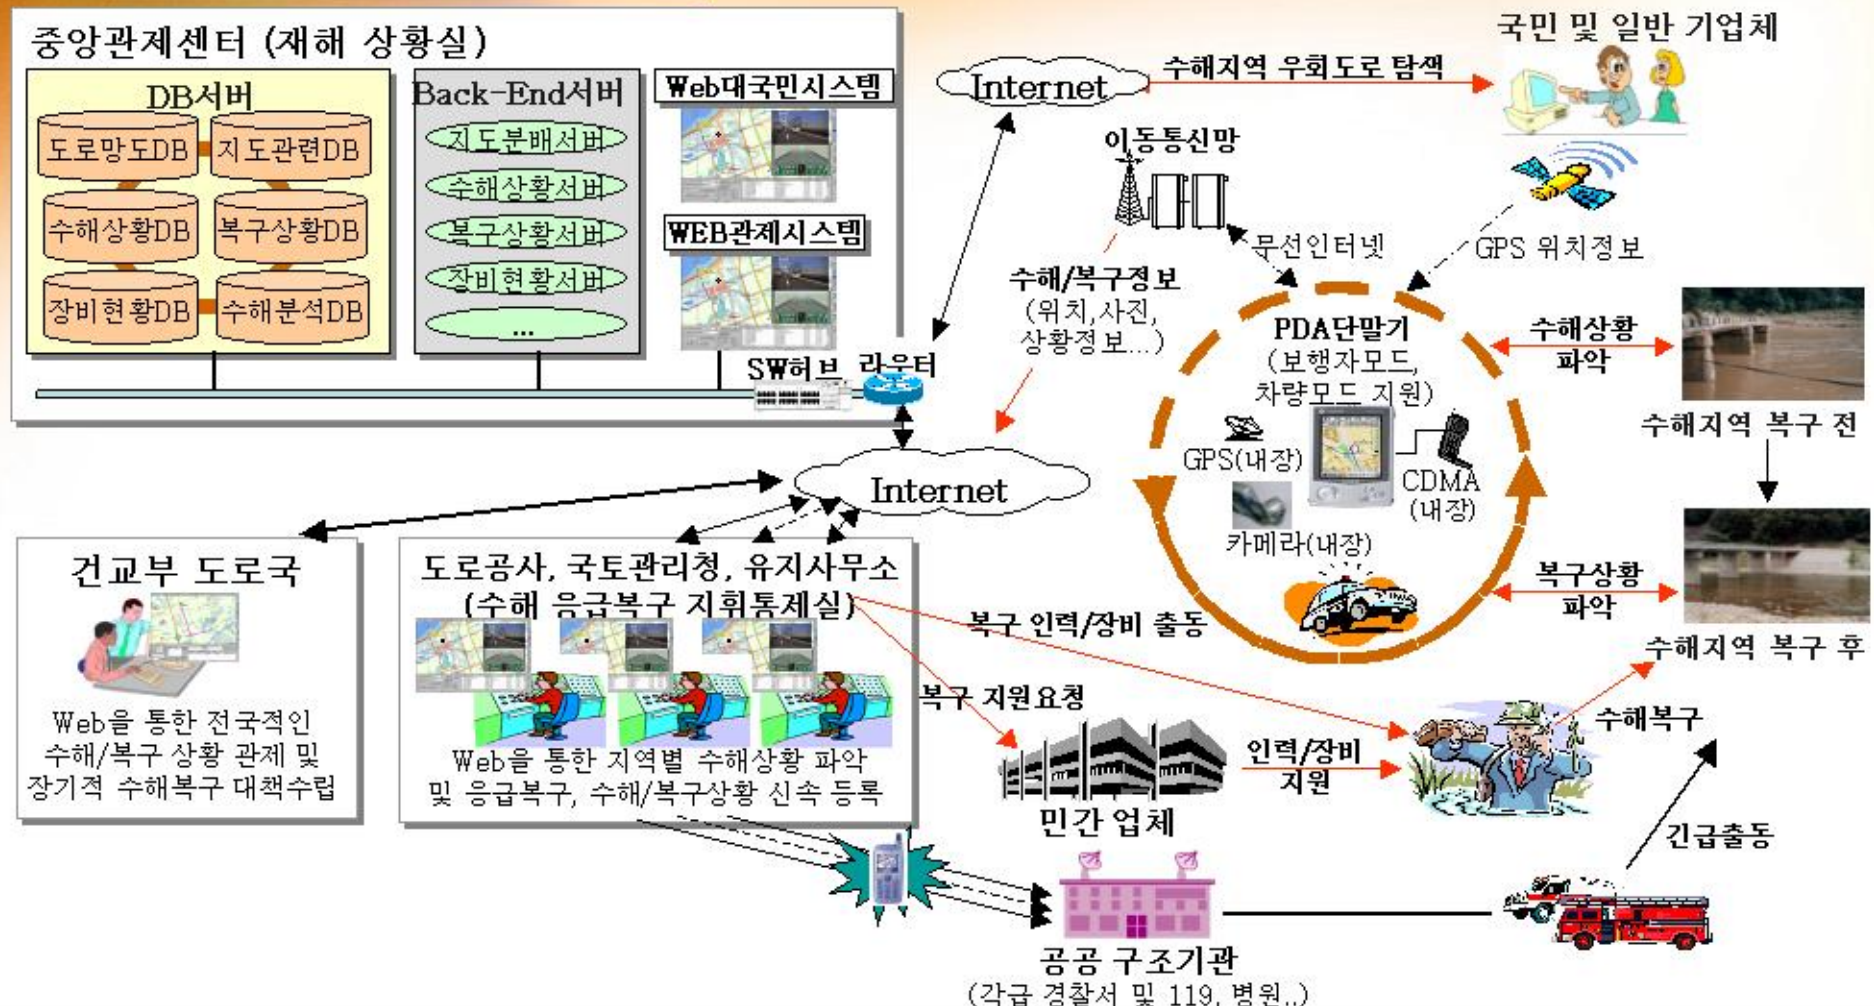 중앙관제센터 (재해 상황실)
DB서버
도로망도DB
지도관련DB
수해상황DB
복구상황DB
장비현황DB
수해분석DB
Back-End서버
지도분배서버
수해상황서버
복구상황서버
장비현황서버
...
Web대국민시스템
WEB관제시스템
SW허브
라우터
Internet
수해지역 우회도로 탐색
국민 및 일반 기업체
이동통신망
무선인터넷
GPS 위치정보
수해/복구정보
(위치,사진,
상황정보...)
PDA단말기
(보행자모드,
차량모드 지원)
GPS(내장)
CDMA
(내장)
카메라(내장)
수해상황
파악
수해지역 복구 전
복구상황
파악
수해지역 복구 후
Internet
건교부 도로국
Web을 통한 전국적인
수해/복구 상황 관제 및
장기적 수해복구 대책수립
도로공사, 국토관리청, 유지사무소
(수해 응급복구 지휘통제실)
Web을 통한 지역별 수해상황 파악
및 응급복구, 수해/복구상황 신속 등록
복구 인력/장비 출동
복구 지원요청
민간 업체
인력/장비
지원
수해복구
긴급출동
공공 구조기관
(각급 경찰서 및 119, 병원..)